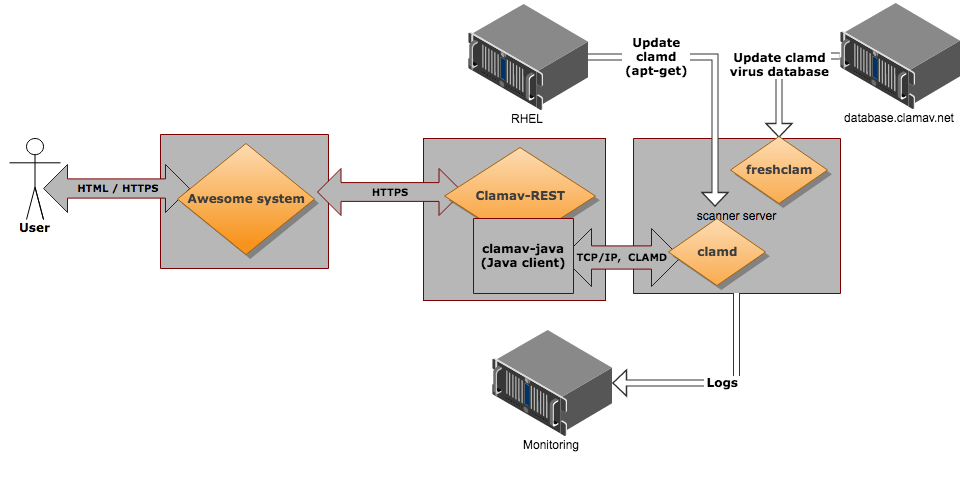 Update
clamd
(apt-get)
Update clamd
virus database
RHEL
database.clamav.net
freshclam
HTML / HTTPS
Awesome system
HTTPS
Clamav-REST
scanner server
User
clamav-java
(Java client)
TCP/IP, CLAMD
clamd
Logs
Monitoring